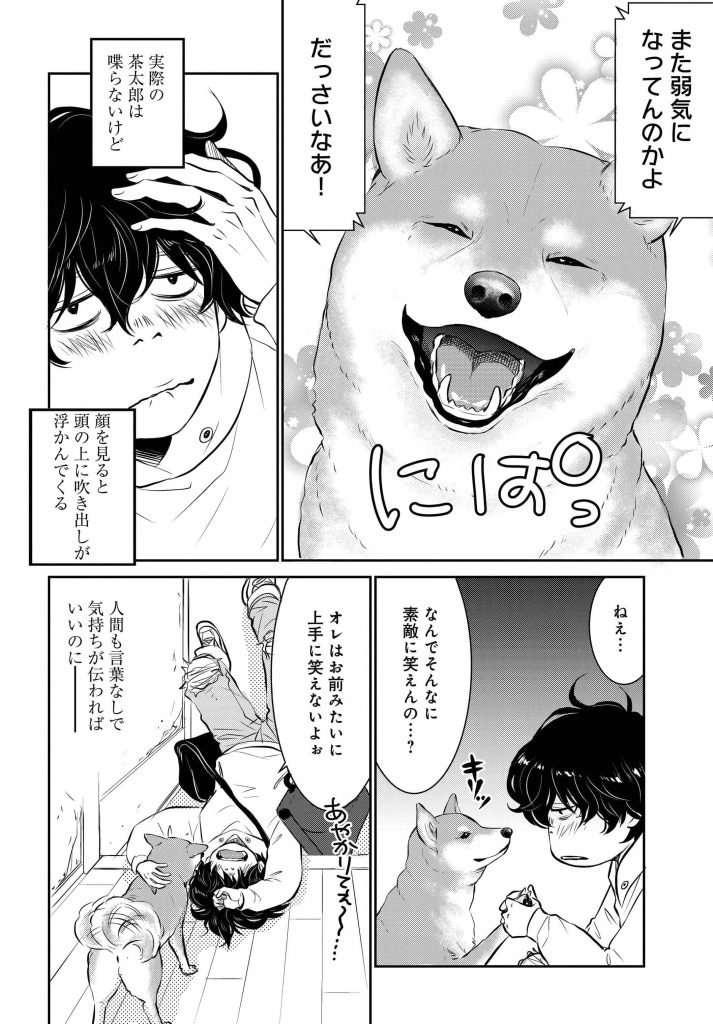 また弱気に
なってんのかよ
だっさいなあ！
にぱっ
実際の
茶太郎は
喋らないけど
顔を見ると
頭の上に吹き出しが
浮かんでくる
ねえ…
なんでそんなに
素敵に笑えんの…？
キリッ
オレはお前みたいに
上手に笑えないよぉ
あやかりてぇ〜〜…
人間も言葉なしで
気持ちが伝われば
いいのに——